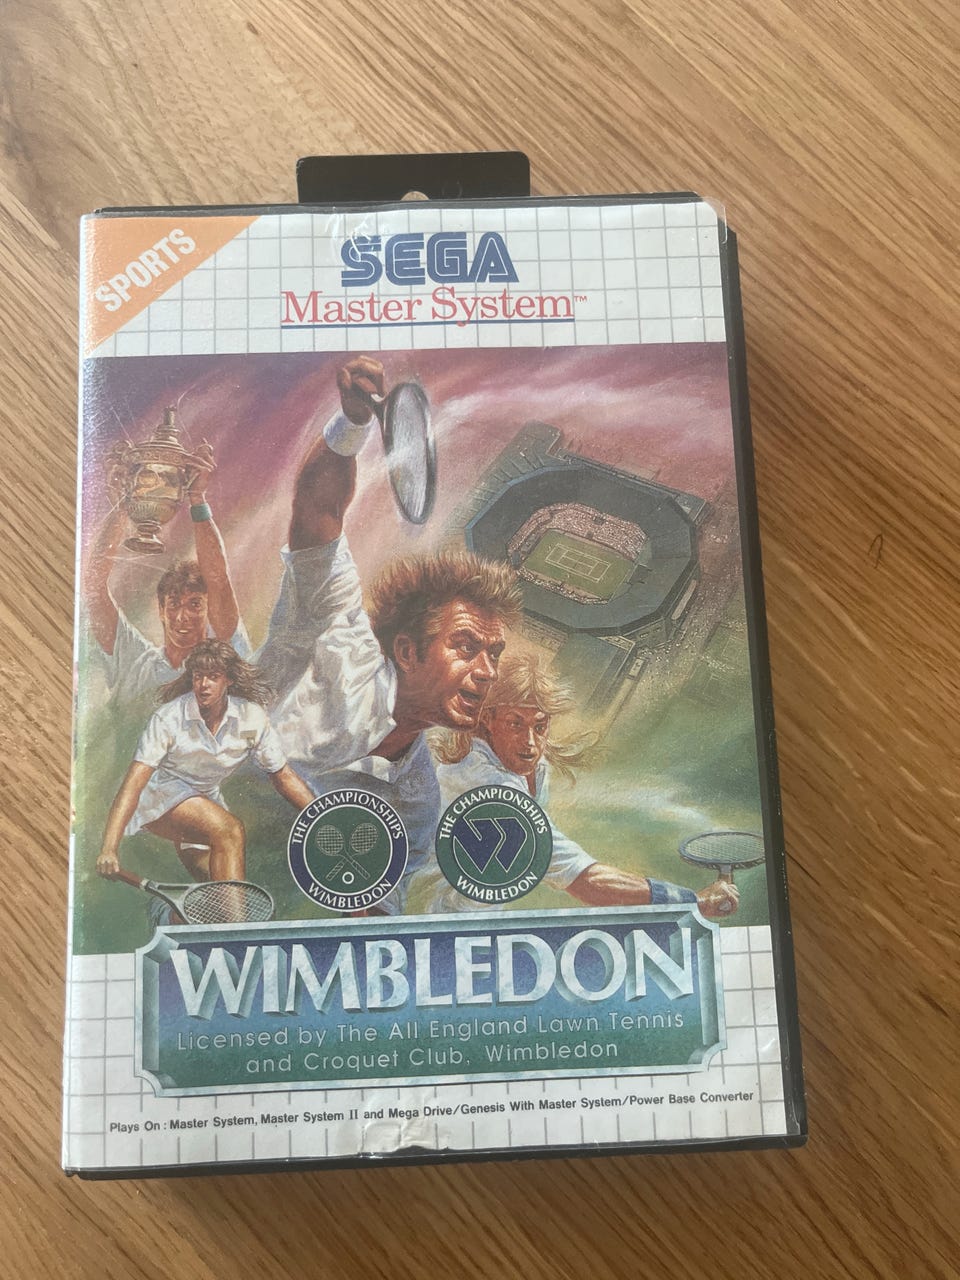 SPORTS
SEGA
Master System™
THE CHAMPIONSHIPS
WIMBLEDON
THE CHAMPIONSHIPS
W
WIMBLEDON
WIMBLEDON
Licensed by The All England Lawn Tennis
and Croquet Club, Wimbledon
Plays On : Master System, Master System II and Mega Drive/Genesis With Master System/Power Base Converter